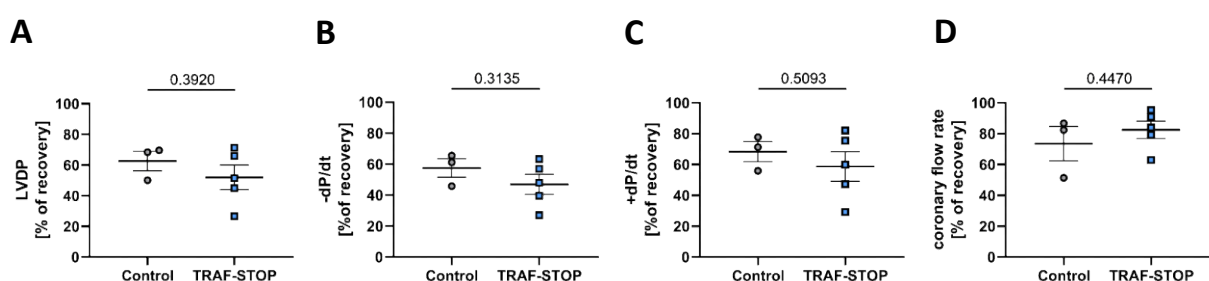 A
0.3920
LVDP
[% of recovery]
100
80
60
40
20
0
Control
TRAF-STOP
B
0.3135
-dP/dt
[%of recovery]
100
80
60
40
20
0
Control
TRAF-STOP
C
0.5093
+dP/dt
[%of recovery]
100
80
60
40
20
0
Control
TRAF-STOP
D
0.4470
coronary flow rate
[% of recovery]
100
80
60
40
20
0
Control
TRAF-STOP